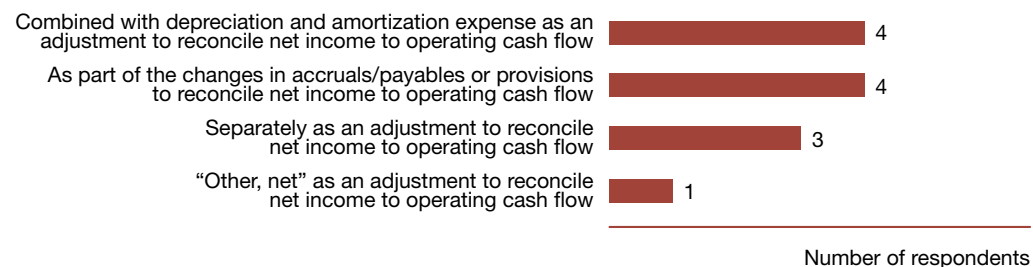 Combined with depreciation and amortization expense as an
adjustment to reconcile net income to operating cash flow
4
As part of the changes in accruals/payables or provisions
to reconcile net income to operating cash flow
4
Separately as an adjustment to reconcile
net income to operating cash flow
3
“Other, net” as an adjustment to reconcile
net income to operating cash flow
1
Number of respondents